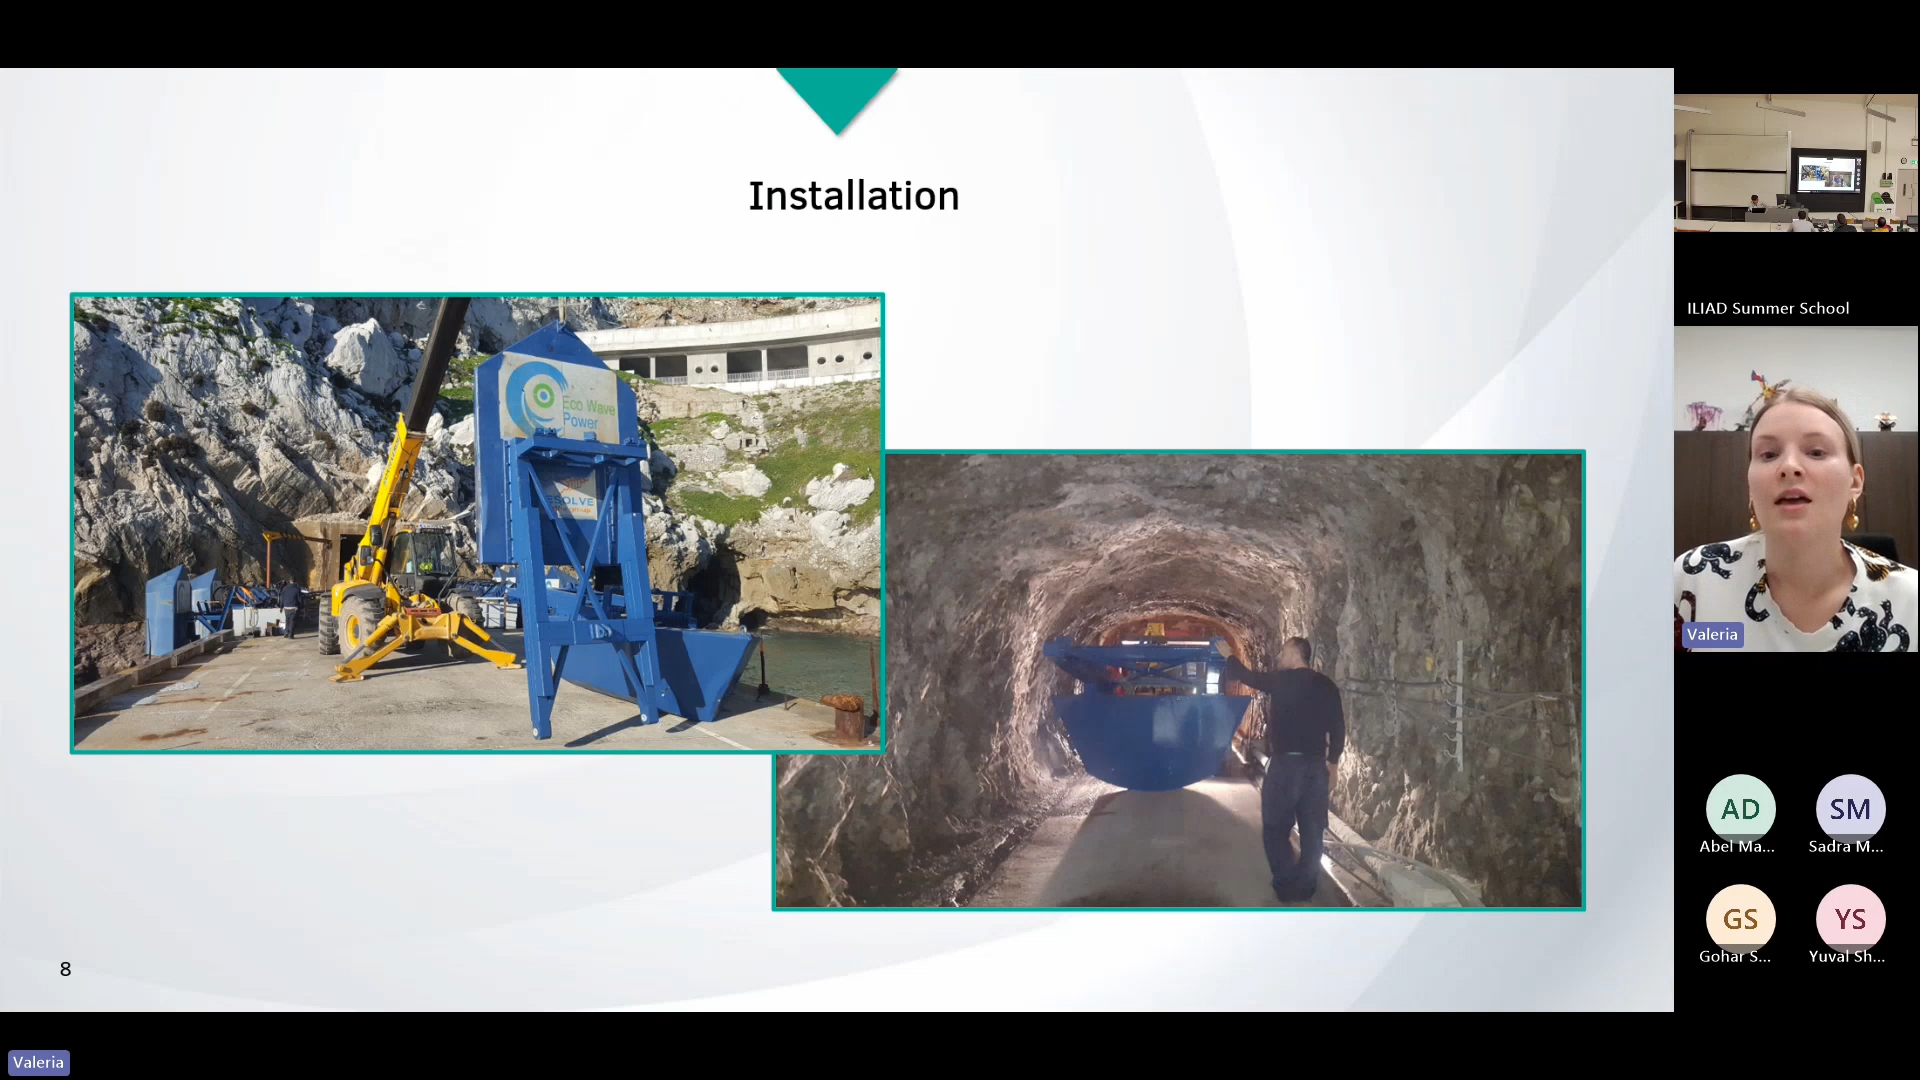 Installation
Eco Wave
Power
ESOLVE
8
ILIAD Summer School
Valeria
AD
SM
Abel Ma...
Sadra M...
GS
YS
Gohar S...
Yuval Sh...
Valeria